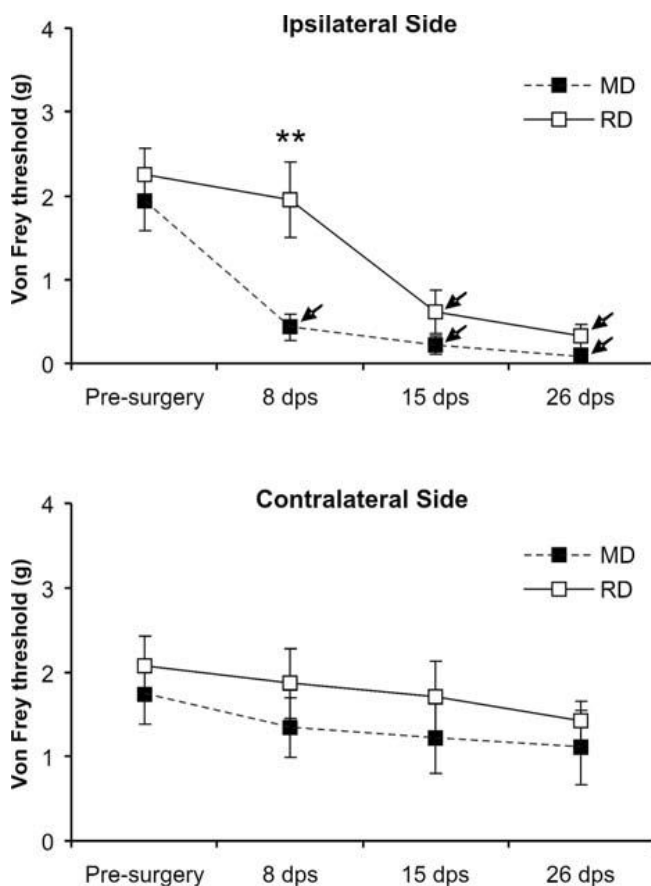 Ipsilateral Side
4
3
2
1
0
Von Frey threshold (g)
MD
RD
**
Pre-surgery 8 dps 15 dps 26 dps
Contralateral Side
4
3
2
1
0
Von Frey threshold (g)
MD
RD
Pre-surgery 8 dps 15 dps 26 dps